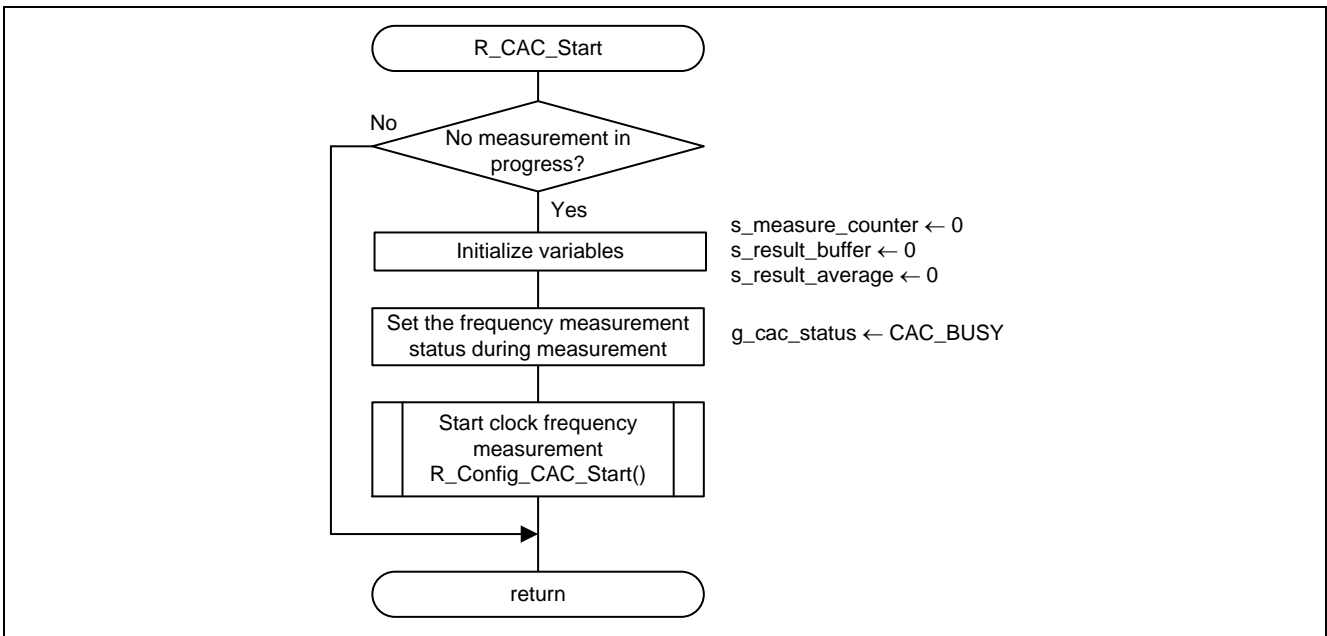 R_CAC_Start
No
No measurement in
progress?
Yes
Initialize variables
s_measure_counter ← 0
s_result_buffer ← 0
s_result_average ← 0
Set the frequency measurement
status during measurement
g_cac_status ← CAC_BUSY
Start clock frequency
measurement
R_Config_CAC_Start()
return